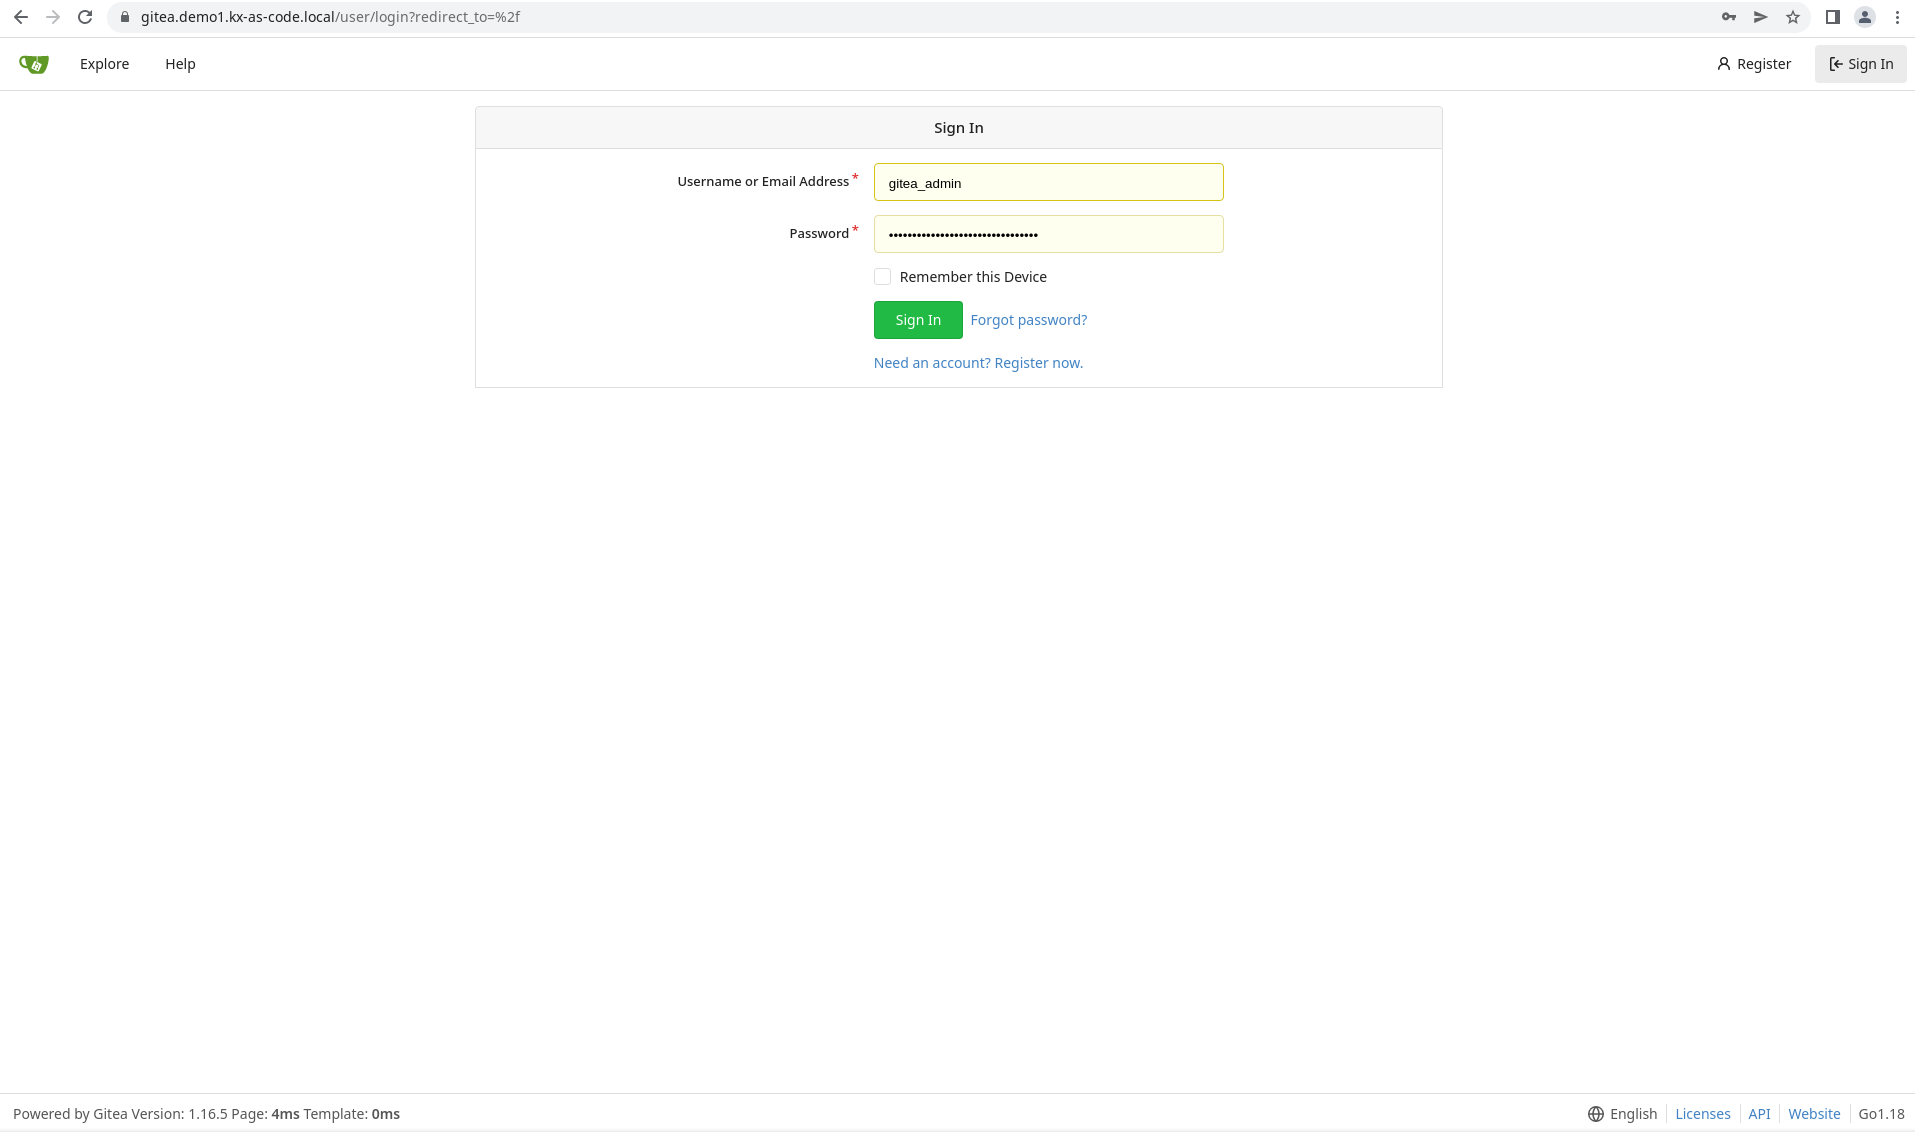 gitea.demo1.kx-as-code.local/user/login?redirect_to=%2f
Explore Help Register Sign In
Sign In
Username or Email Address* gitea_admin
Password* ••••••••••••••••••••••••••••••••
Remember this Device
Sign In Forgot password?
Need an account? Register now.
Powered by Gitea Version: 1.16.5 Page: 4ms Template: 0ms English Licenses API Website Go1.18